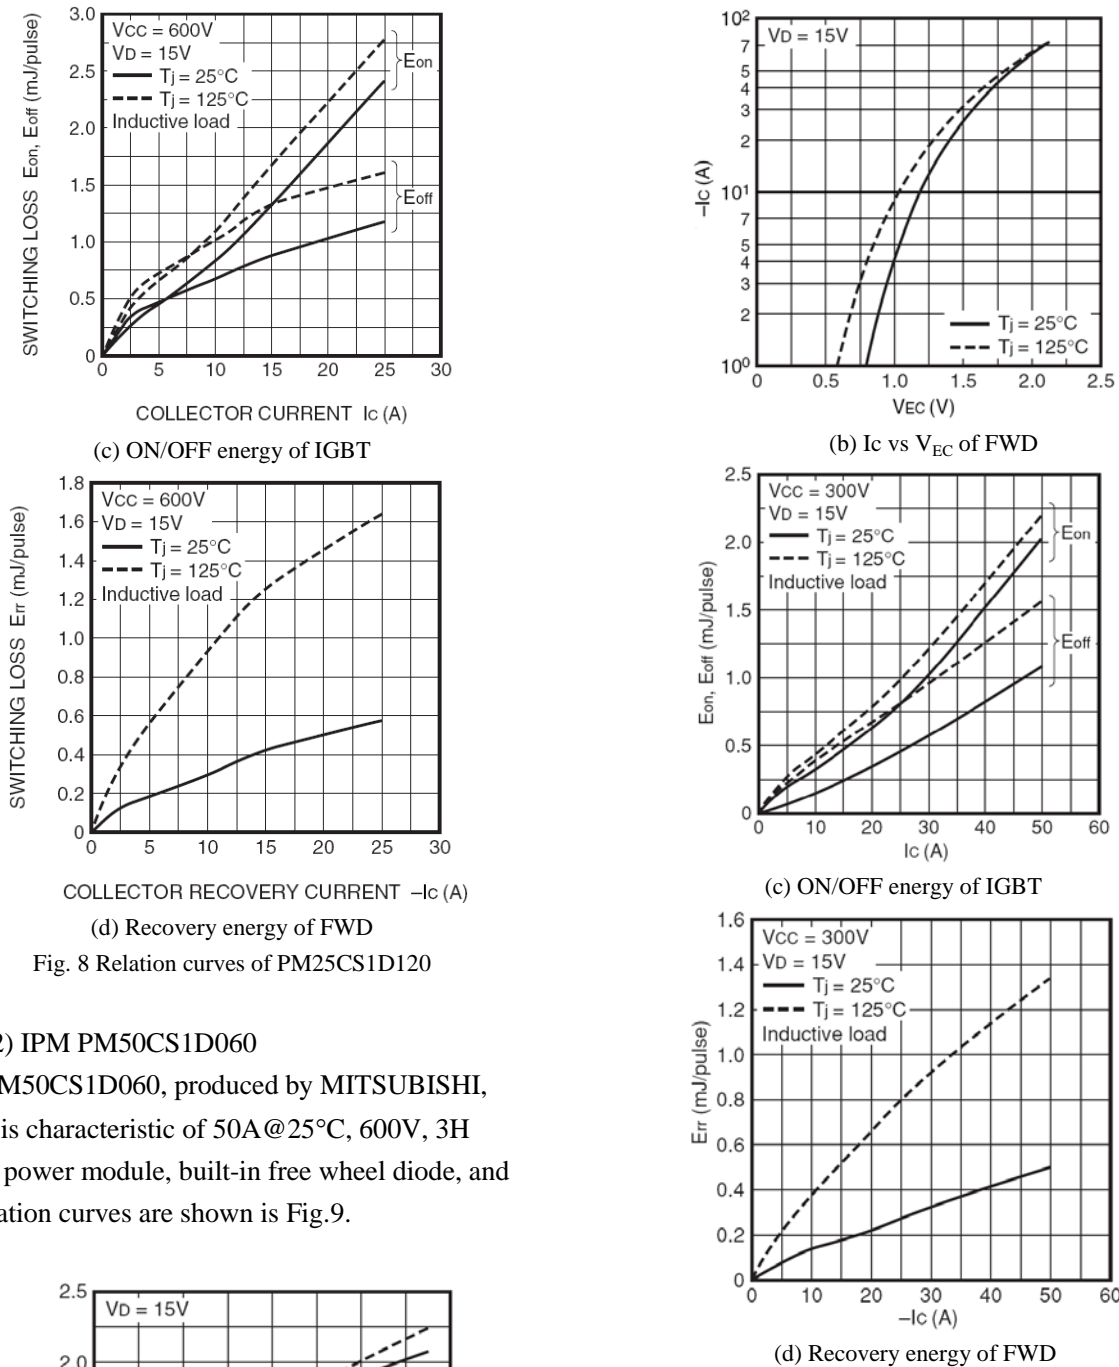 3.0
2.5
2.0
1.5
1.0
0.5
0
SWITCHING LOSS Eon, Eoff (mJ/pulse)
VCC = 600V
VD = 15V
Tj = 25°C
Tj = 125°C
Inductive load
Eon
Eoff
0 5 10 15 20 25 30
COLLECTOR CURRENT IC (A)
(c) ON/OFF energy of IGBT
1.8
1.6
1.4
1.2
1.0
0.8
0.6
0.4
0.2
0
SWITCHING LOSS Err (mJ/pulse)
VCC = 600V
VD = 15V
Tj = 25°C
Tj = 125°C
Inductive load
0 5 10 15 20 25 30
COLLECTOR RECOVERY CURRENT –IC (A)
(d) Recovery energy of FWD
Fig. 8 Relation curves of PM25CS1D120
2) IPM PM50CS1D060
M50CS1D060, produced by MITSUBISHI,
is characteristic of 50A@25°C, 600V, 3H
power module, built-in free wheel diode, and
ation curves are shown is Fig.9.
2.5
VD = 15V
2.0
10²
7
5
4
3
2
10¹
7
5
4
3
2
10⁰
–IC (A)
VD = 15V
Tj = 25°C
Tj = 125°C
0 0.5 1.0 1.5 2.0 2.5
VEC (V)
(b) Ic vs VEC of FWD
2.5
2.0
1.5
1.0
0.5
0
Eon, Eoff (mJ/pulse)
VCC = 300V
VD = 15V
Tj = 25°C
Tj = 125°C
Inductive load
Eon
Eoff
0 10 20 30 40 50 60
IC (A)
(c) ON/OFF energy of IGBT
1.6
1.4
1.2
1.0
0.8
0.6
0.4
0.2
0
Err (mJ/pulse)
VCC = 300V
VD = 15V
Tj = 25°C
Tj = 125°C
Inductive load
0 10 20 30 40 50 60
–IC (A)
(d) Recovery energy of FWD